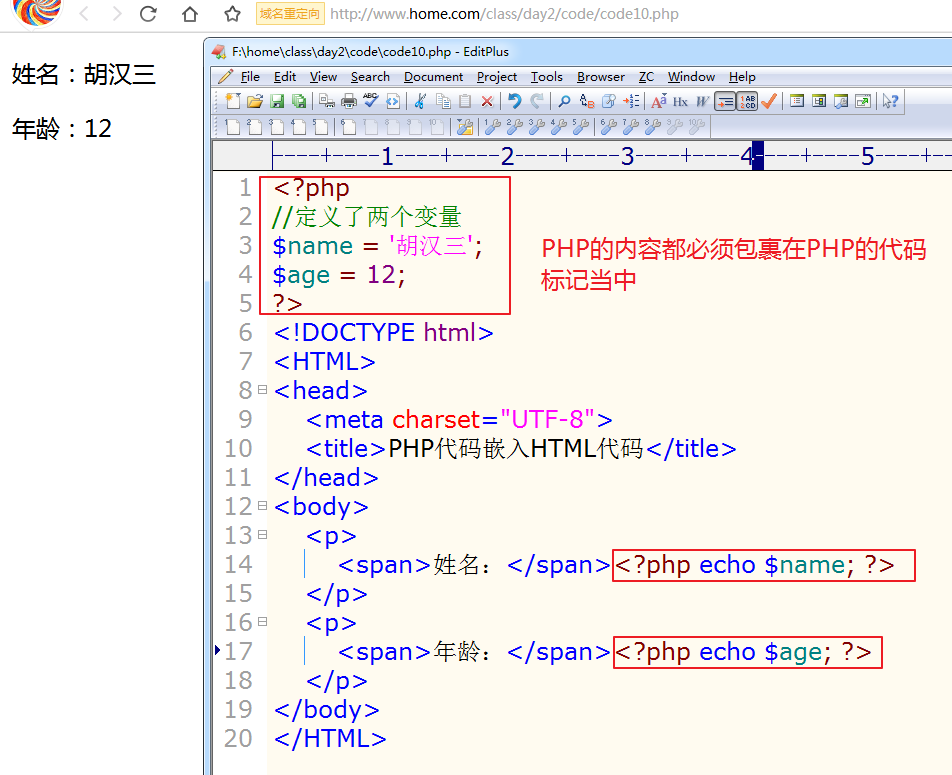 域名重定向 http://www.home.com/class/day2/code/code10.php
姓名：胡汉三
年龄：12
F:\home\class\day2\code\code10.php - EditPlus
File Edit View Search Document Project Tools Browser ZC Window Help
----+----1----+----2----+----3----+----4----+----5----+--
1 <?php
2 //定义了两个变量
3 $name = '胡汉三';
4 $age = 12;
5 ?>
PHP的内容都必须包裹在PHP的代码
标记当中
6 <!DOCTYPE html>
7 <HTML>
8 <head>
9 <meta charset="UTF-8">
10 <title>PHP代码嵌入HTML代码</title>
11 </head>
12 <body>
13 <p>
14 <span>姓名：</span><?php echo $name; ?>
15 </p>
16 <p>
17 <span>年龄：</span><?php echo $age; ?>
18 </p>
19 </body>
20 </HTML>